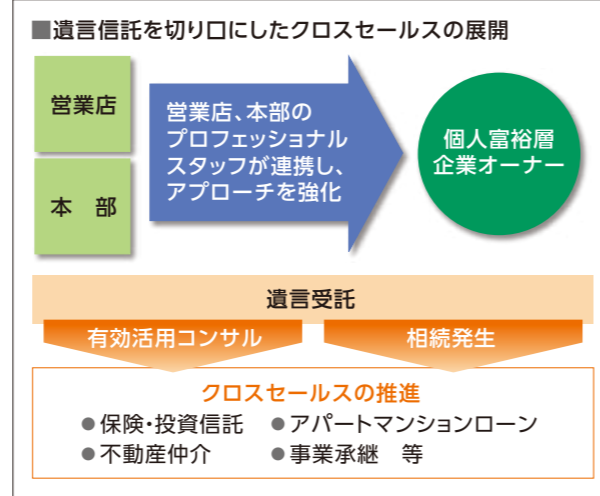 ■遺言信託を切り口にしたクロスセールスの展開
営業店
本　部
営業店、本部の
プロフェッショナル
スタッフが連携し、
アプローチを強化
個人富裕層
企業オーナー
遺言受託
有効活用コンサル
相続発生
クロスセールスの推進
●保険・投資信託　●アパートマンションローン
●不動産仲介　●事業承継　等